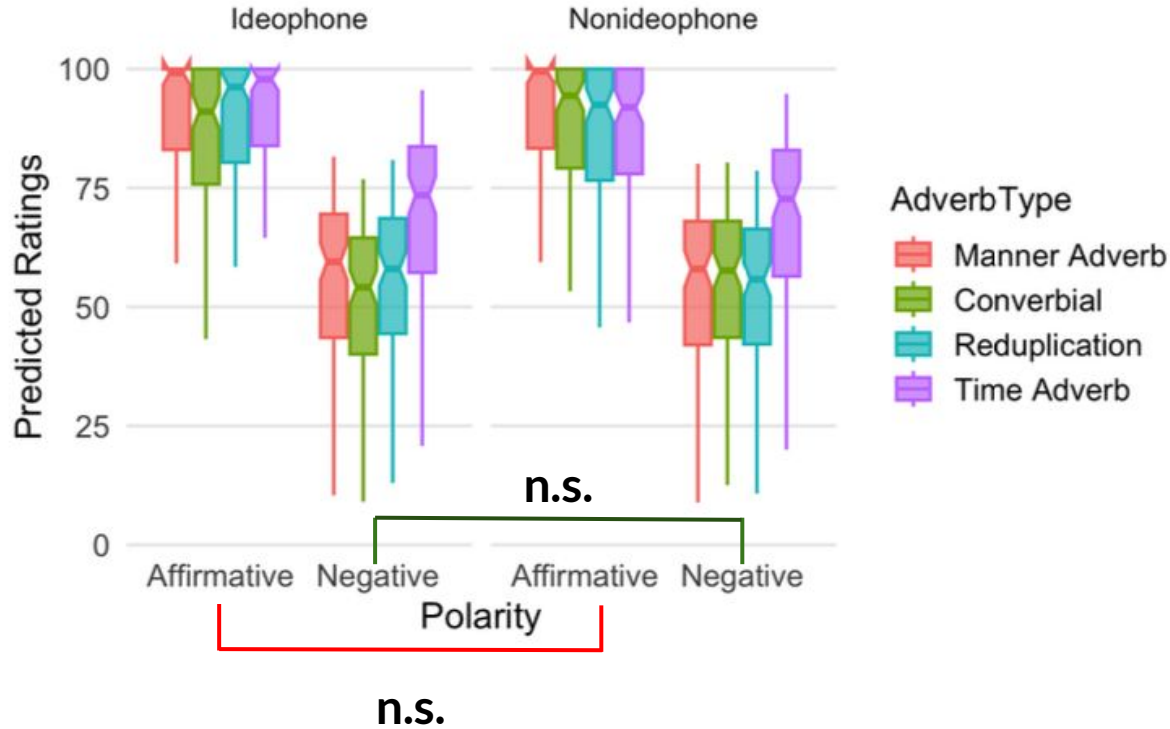 Ideophone
Nonideophone
Predicted Ratings
100
75
50
25
0
n.s.
Affirmative
Negative
Affirmative
Negative
Polarity
n.s.
AdverbType
Manner Adverb
Converbial
Reduplication
Time Adverb